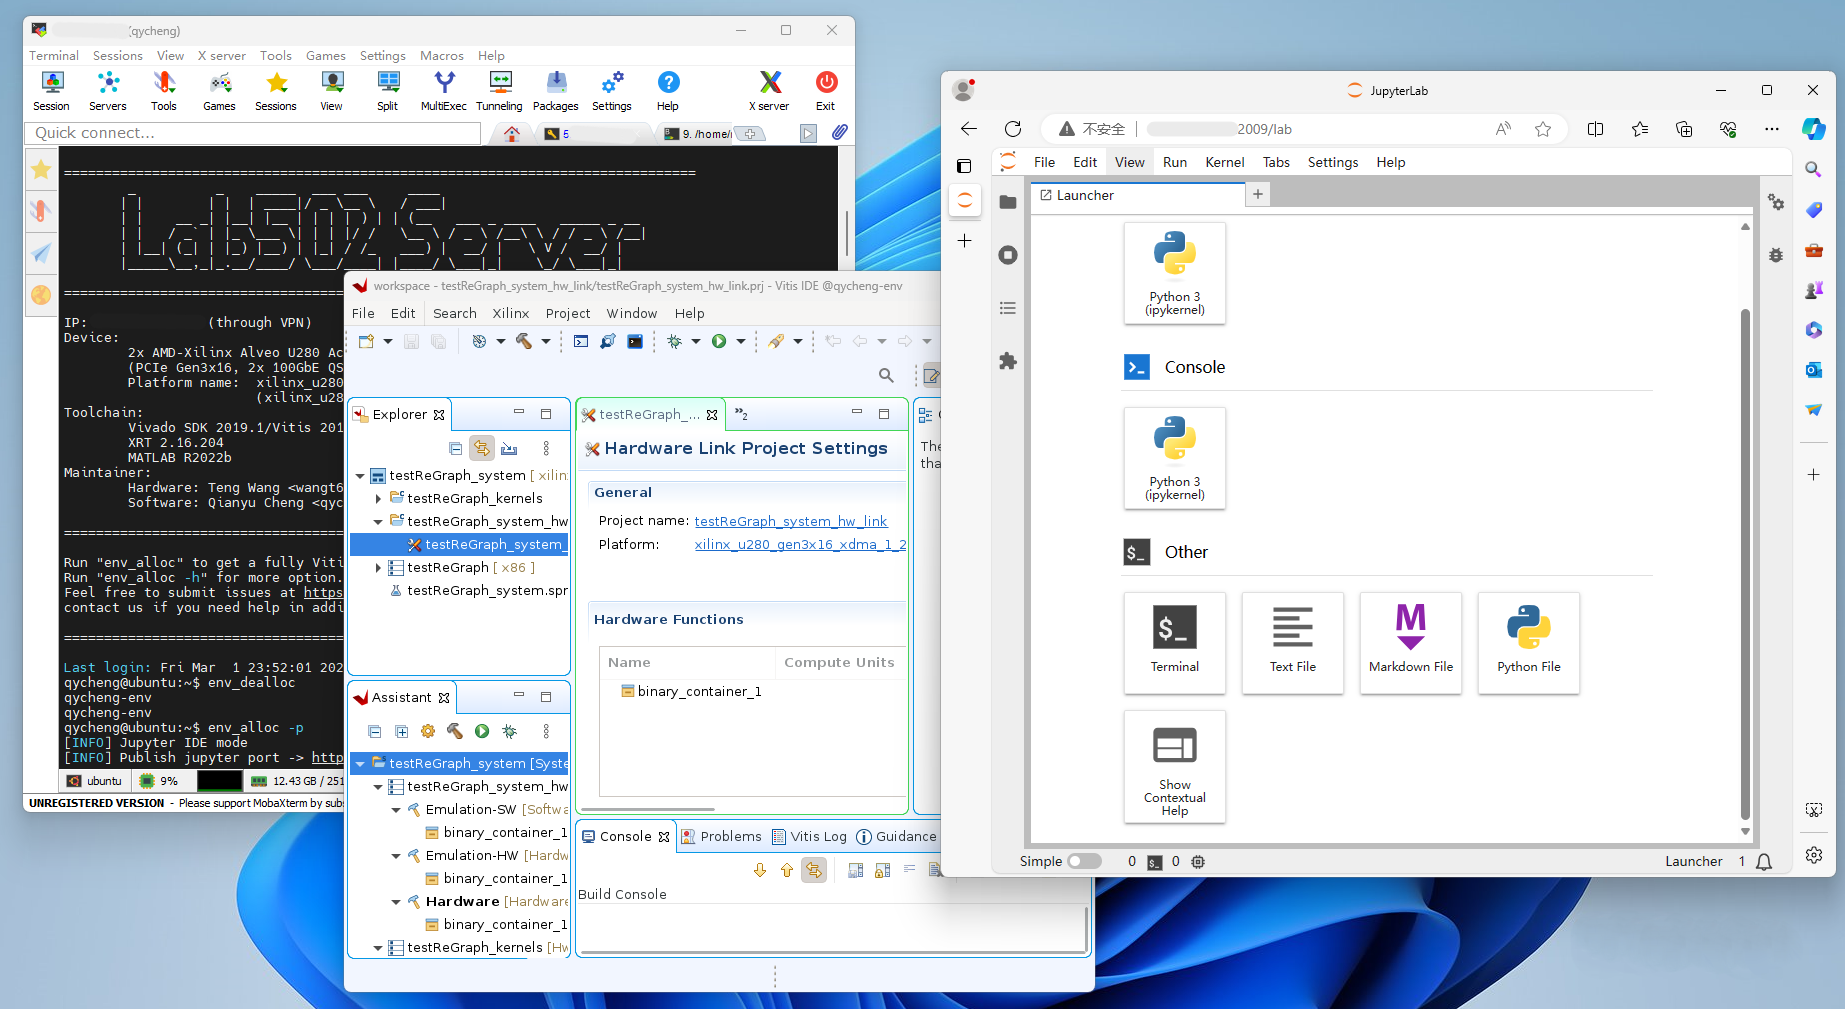 (qycheng)
Terminal Sessions View X server Tools Games Settings Macros Help
Session Servers Tools Games Sessions View Split MultiExec Tunneling Packages Settings Help X server Exit
Quick connect...
5
9. /home/
Lab502 Server
IP: (through VPN)
Device:
2x AMD-Xilinx Alveo U280 Ac
(PCIe Gen3x16, 2x 100GbE QS
Platform name: xilinx_u280
(xilinx_u28
Toolchain:
Vivado SDK 2019.1/Vitis 201
XRT 2.16.204
MATLAB R2022b
Maintainer:
Hardware: Teng Wang <wangt6
Software: Qianyu Cheng <qyc
Run "env_alloc" to get a fully Viti
Run "env_alloc -h" for more option.
Feel free to submit issues at https
contact us if you need help in addi
Last login: Fri Mar 1 23:52:01 202
qycheng@ubuntu:~$ env_dealloc
qycheng-env
qycheng-env
qycheng@ubuntu:~$ env_alloc -p
[INFO] Jupyter IDE mode
[INFO] Publish jupyter port -> http
ubuntu 9% 12.43 GB / 251
UNREGISTERED VERSION - Please support MobaXterm by subs
workspace - testReGraph_system_hw_link/testReGraph_system_hw_link.prj - Vitis IDE @qycheng-env
File Edit Search Xilinx Project Window Help
Explorer
testReGraph_system [ xilin
testReGraph_kernels
testReGraph_system_hw
testReGraph_system_
testReGraph [ x86 ]
testReGraph_system.spr
Assistant
testReGraph_system [Syste
testReGraph_system_hw
Emulation-SW [Softwa
binary_container_1
Emulation-HW [Hardw
binary_container_1
Hardware [Hardware
binary_container_1
testReGraph_kernels [Hw
testReGraph_...
»2
Hardware Link Project Settings
General
Project name: testReGraph_system_hw_link
Platform: xilinx_u280_gen3x16_xdma_1_2
Hardware Functions
Name Compute Units
binary_container_1
The
tha
Console Problems Vitis Log Guidance
Build Console
JupyterLab
不安全
2009/lab
File Edit View Run Kernel Tabs Settings Help
Launcher
Python 3
(ipykernel)
Console
Python 3
(ipykernel)
$_ Other
$_
Terminal
Text File
M
Markdown File
Python File
Show
Contextual
Help
Simple 0 $_ 0
Launcher 1